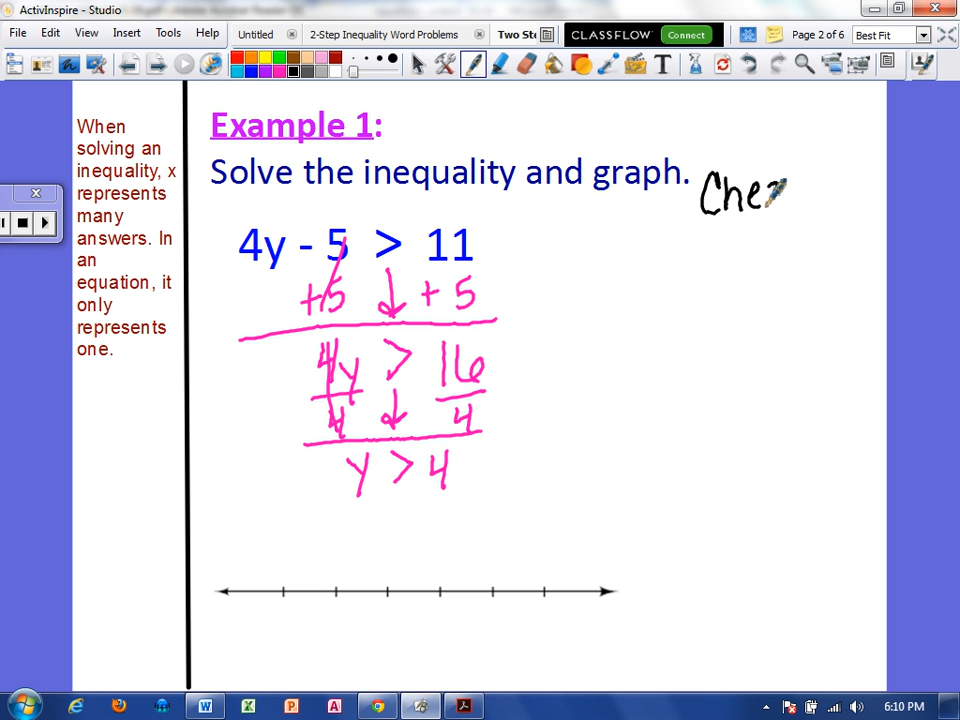 ActivInspire - Studio
File Edit View Insert Tools Help
Untitled
2-Step Inequality Word Problems
Two Ste
CLASSFLOW Connect
Page 2 of 6
Best Fit
When
solving an
inequality, x
represents
many
answers. In
an
equation, it
only
represents
one.
Example 1:
Solve the inequality and graph.
Che
4y - 5 > 11
+5 ↓ + 5
4y > 16
4 ↓ 4
y > 4
6:10 PM